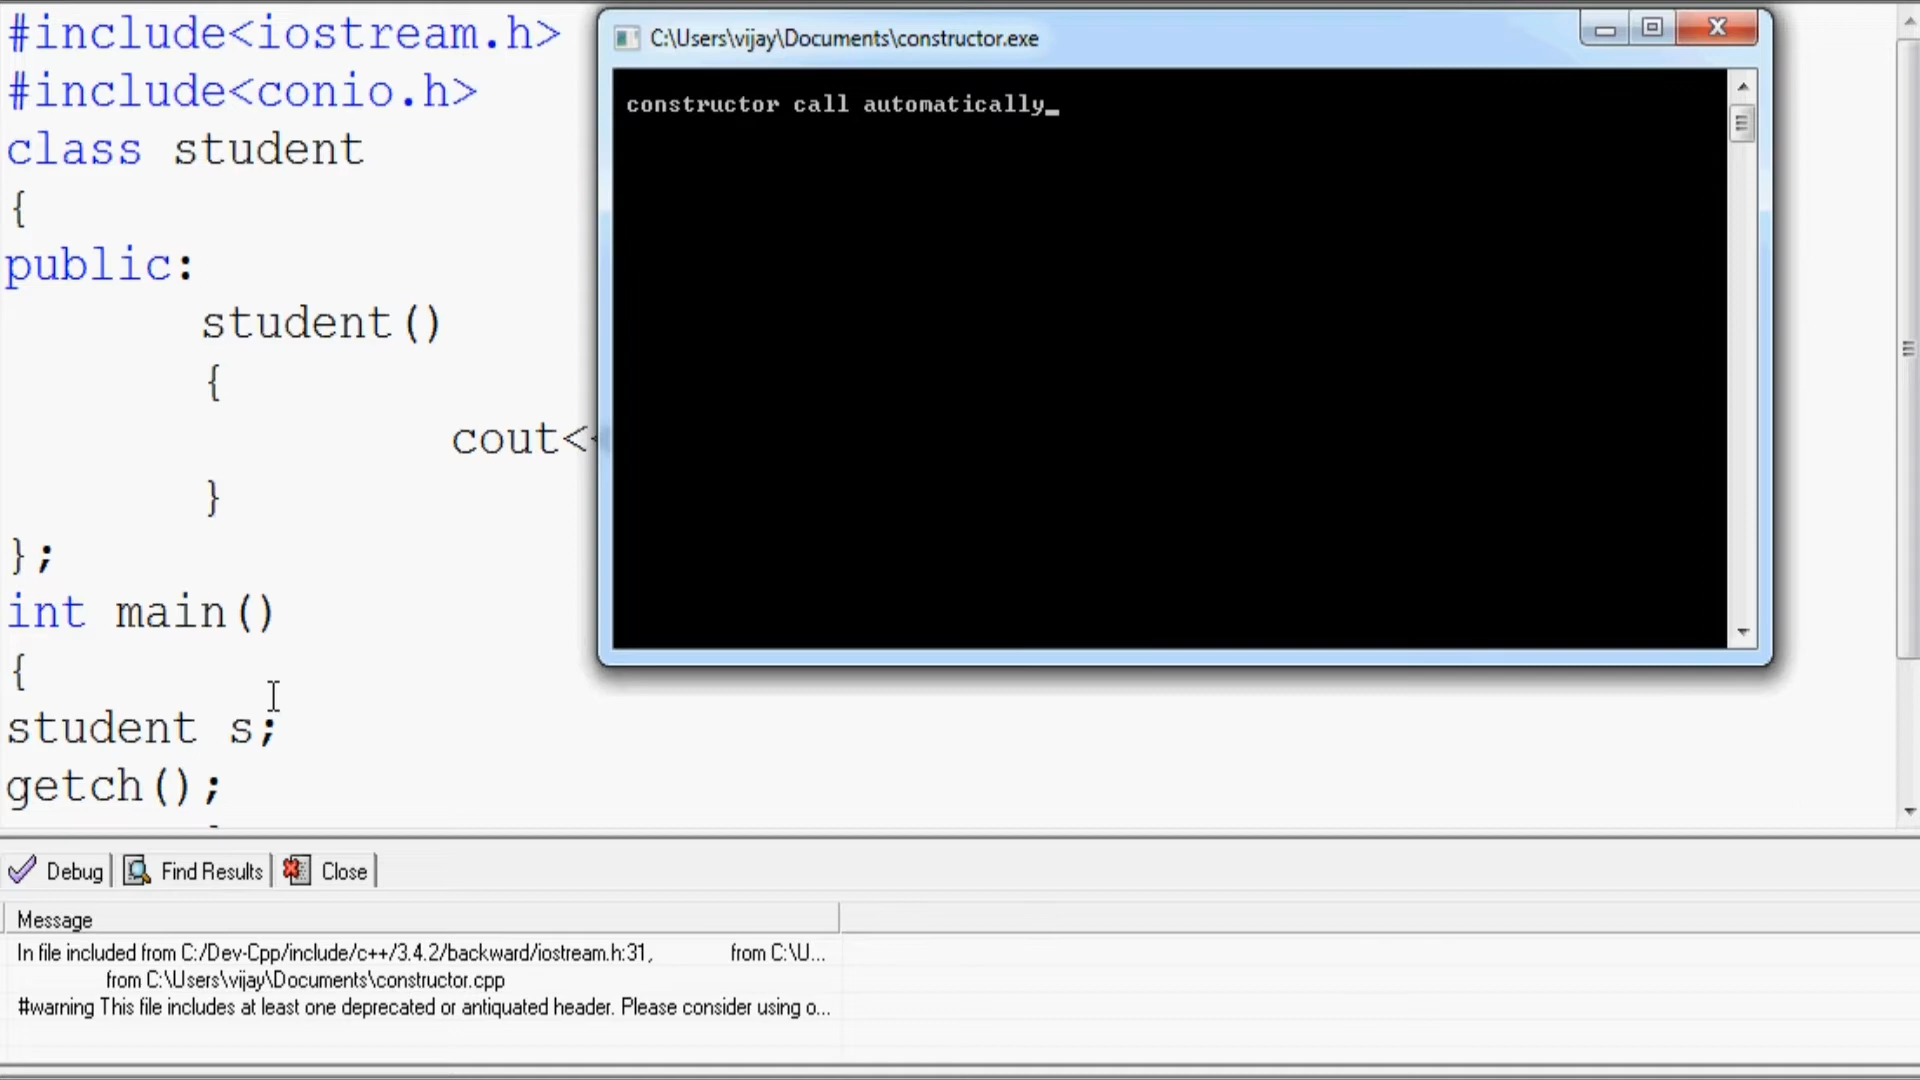 #include<iostream.h>
#include<conio.h>
class student
{
public:
student()
{
cout<<
}
};
int main()
{
student s;
getch();
C:\Users\vijay\Documents\constructor.exe
constructor call automatically_
Debug
Find Results
Close
Message
In file included from C:/Dev-Cpp/include/c++/3.4.2/backward/iostream.h:31, from C:\U...
from C:\Users\vijay\Documents\constructor.cpp
#warning This file includes at least one deprecated or antiquated header. Please consider using o...